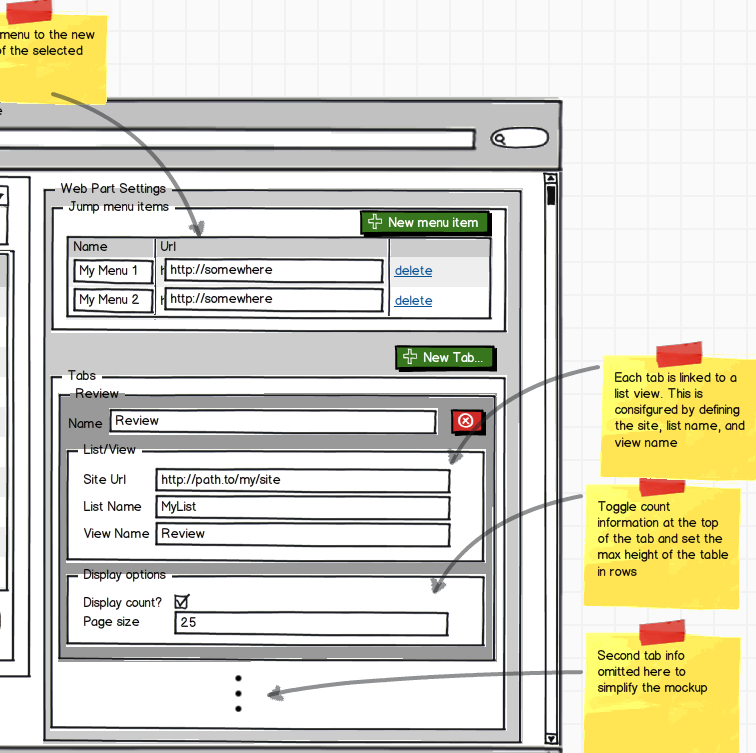 menu to the new
of the selected
Web Part Settings
Jump menu items
New menu item
Name Url
My Menu 1 http://somewhere delete
My Menu 2 http://somewhere delete
New Tab...
Tabs
Review
Name Review
List/View
Site Url http://path.to/my/site
List Name MyList
View Name Review
Display options
Display count?
Page size 25
Each tab is linked to a
list view. This is
consifgured by defining
the site, list name, and
view name
Toggle count
information at the top
of the tab and set the
max height of the table
in rows
Second tab info
omitted here to
simplify the mockup